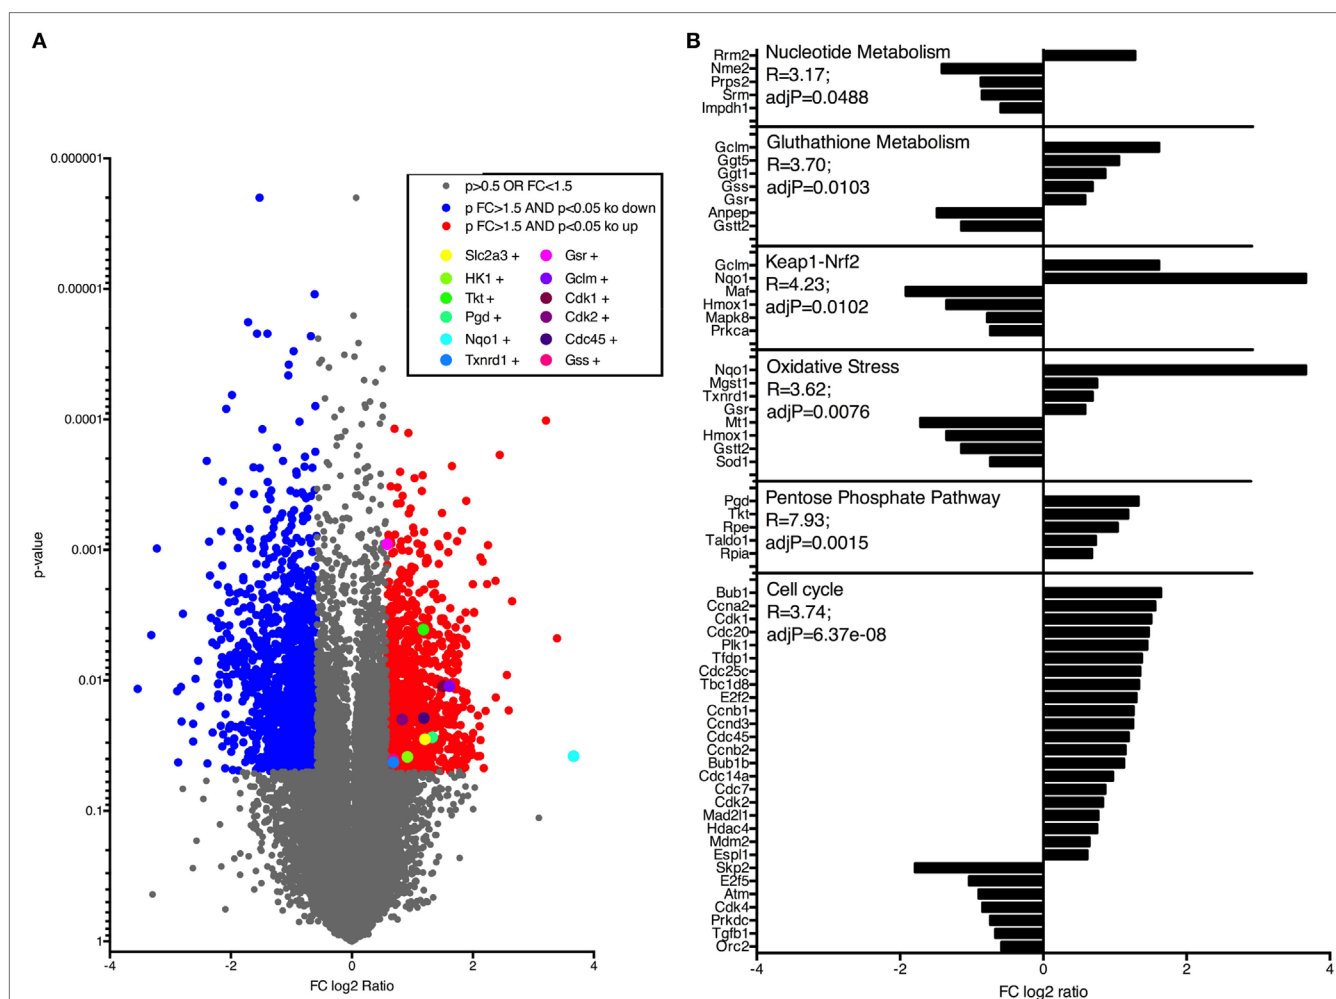 A
0.000001
0.00001
0.0001
0.001
0.01
0.1
1
p-value
-4
-2
0
2
4
FC log2 Ratio
p>0.5 OR FC<1.5
p FC>1.5 AND p<0.05 ko down
p FC>1.5 AND p<0.05 ko up
Slc2a3 +
HK1 +
Tkt +
Pgd +
Nqo1 +
Txnrd1 +
Gsr +
Gclm +
Cdk1 +
Cdk2 +
Cdc45 +
Gss +
B
Nucleotide Metabolism
R=3.17;
adjP=0.0488
Rrm2
Nme2
Prps2
Srm
Impdh1
Gluthathione Metabolism
R=3.70;
adjP=0.0103
Gclm
Ggt5
Ggt1
Gss
Gsr
Anpep
Gstt2
Keap1-Nrf2
R=4.23;
adjP=0.0102
Gclm
Nqo1
Maf
Hmox1
Mapk8
Prkca
Oxidative Stress
R=3.62;
adjP=0.0076
Nqo1
Mgst1
Txnrd1
Gsr
Mt1
Hmox1
Gstt2
Sod1
Pentose Phosphate Pathway
R=7.93;
adjP=0.0015
Pgd
Tkt
Rpe
Taldo1
Rpia
Cell cycle
R=3.74;
adjP=6.37e-08
Bub1
Ccna2
Cdk1
Cdc20
Plk1
Tfdp1
Cdc25c
Tbc1d8
E2f2
Ccnb1
Ccnd3
Cdc45
Ccnb2
Bub1b
Cdc14a
Cdc7
Cdk2
Mad2l1
Hdac4
Mdm2
Espl1
Skp2
E2f5
Atm
Cdk4
Prkdc
Tgfb1
Orc2
-4
-2
0
2
4
FC log2 ratio